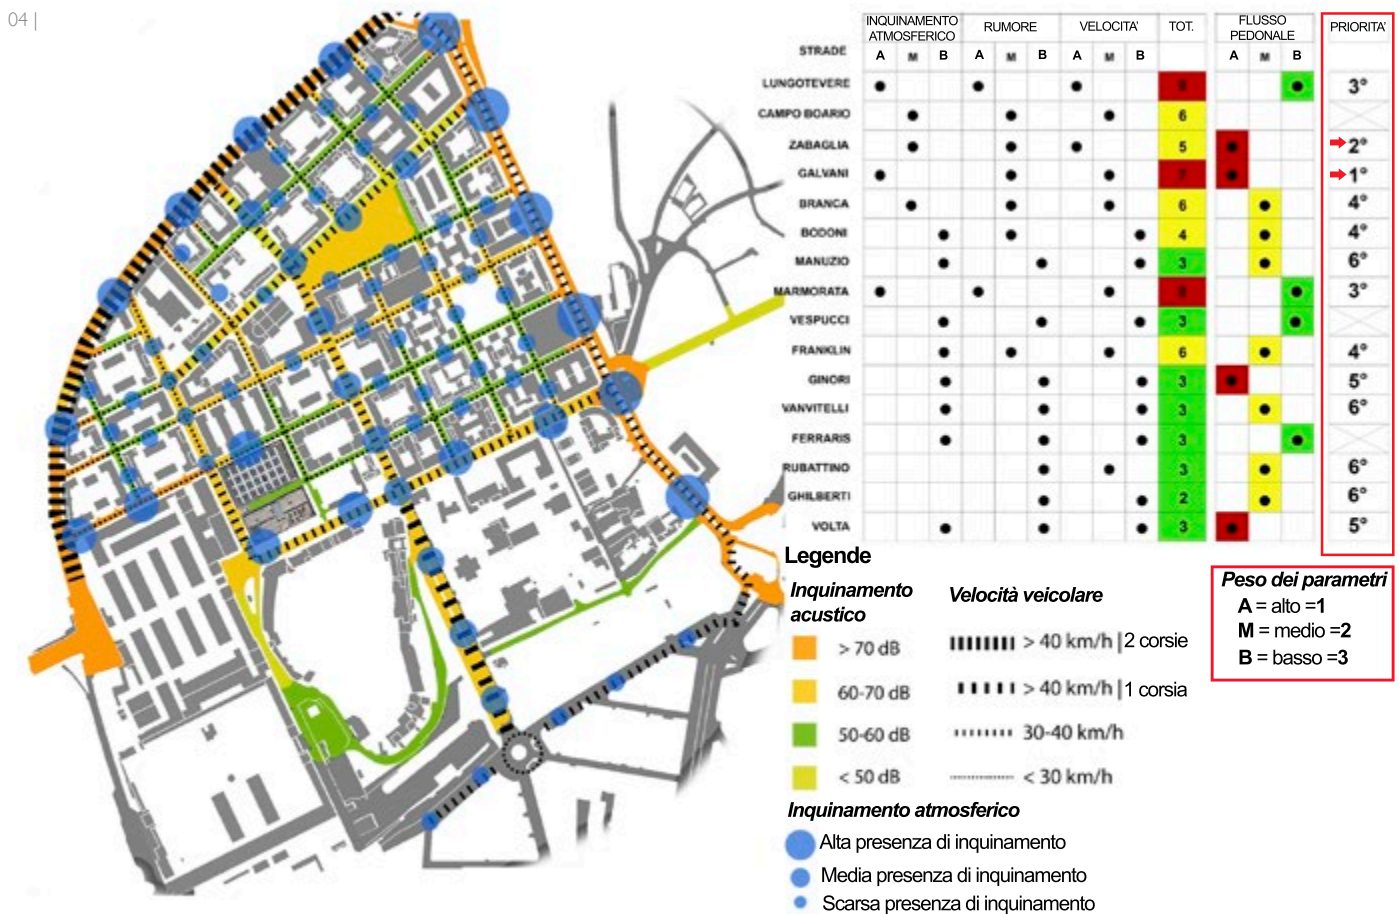 04 |
INQUINAMENTO ATMOSFERICO RUMORE VELOCITA' TOT. FLUSSO PEDONALE PRIORITA'
STRADE A M B A M B A M B A M B
LUNGOTEVERE 3°
CAMPO BOARIO 6
ZABAGLIA 5 2°
GALVANI 7 1°
BRANCA 6 4°
BODONI 4 4°
MANUZIO 3 6°
MARMORATA 3°
VESPUCCI 3
FRANKLIN 6 4°
GINORI 3 5°
VANVITELLI 3 6°
FERRARIS 3
RUBATTINO 3 6°
GHILBERTI 2 6°
VOLTA 3 5°
Legende
Inquinamento acustico
> 70 dB
60-70 dB
50-60 dB
< 50 dB
Velocità veicolare
> 40 km/h | 2 corsie
> 40 km/h | 1 corsia
30-40 km/h
< 30 km/h
Inquinamento atmosferico
Alta presenza di inquinamento
Media presenza di inquinamento
Scarsa presenza di inquinamento
Peso dei parametri
A = alto =1
M = medio =2
B = basso =3